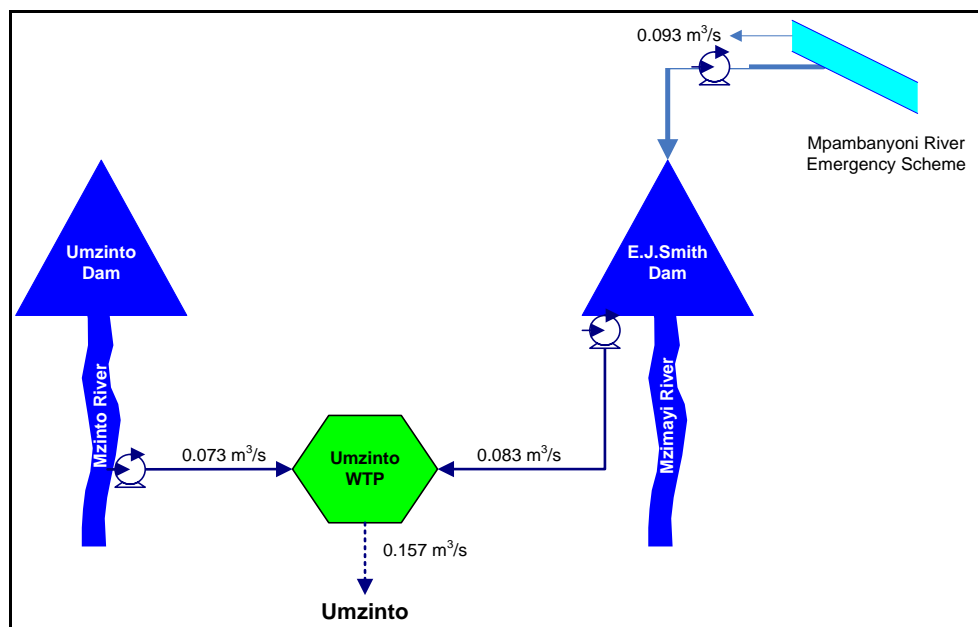 0.093 m³/s
Mpambanyoni River
Emergency Scheme
Umzinto
Dam
E.J.Smith
Dam
Mzinto River
Mzimayi River
0.073 m³/s
Umzinto
WTP
0.083 m³/s
0.157 m³/s
Umzinto